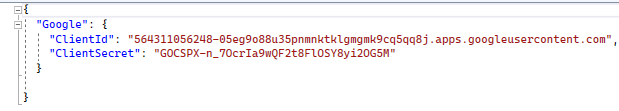 {
"Google": {
"ClientId": "564311056248-05eg9o88u35pnmnktklgmgmk9cq5qq8j.apps.googleusercontent.com",
"ClientSecret": "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"
}
}